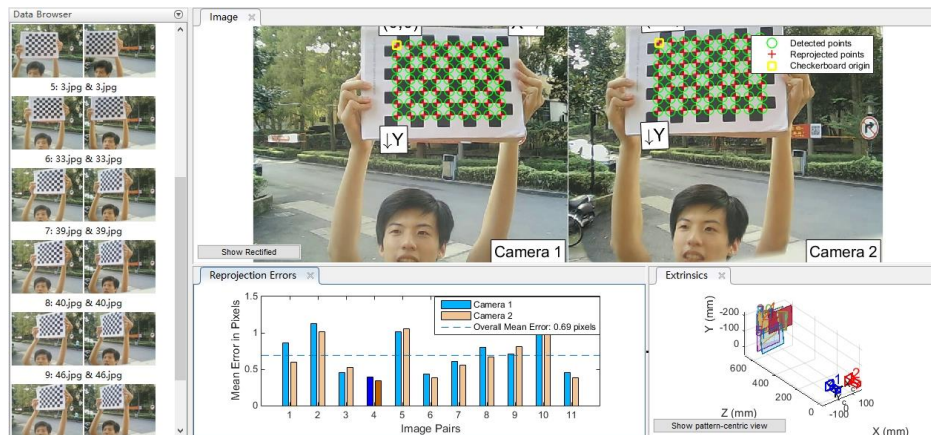 Data Browser
5: 3.jpg & 3.jpg
6: 33.jpg & 33.jpg
7: 39.jpg & 39.jpg
8: 40.jpg & 40.jpg
9: 46.jpg & 46.jpg
Image
↓Y
↓Y
Detected points
Reprojected points
Checkerboard origin
Show Rectified
Camera 1
Camera 2
Reprojection Errors
Mean Error in Pixels
1.5
1
0.5
0
Camera 1
Camera 2
Overall Mean Error: 0.69 pixels
1 2 3 4 5 6 7 8 9 10 11
Image Pairs
Extrinsics
Y (mm)
-200
-100
0
600
400
200
0
Z (mm)
-100
100
X (mm)
1
2
Show pattern-centric view